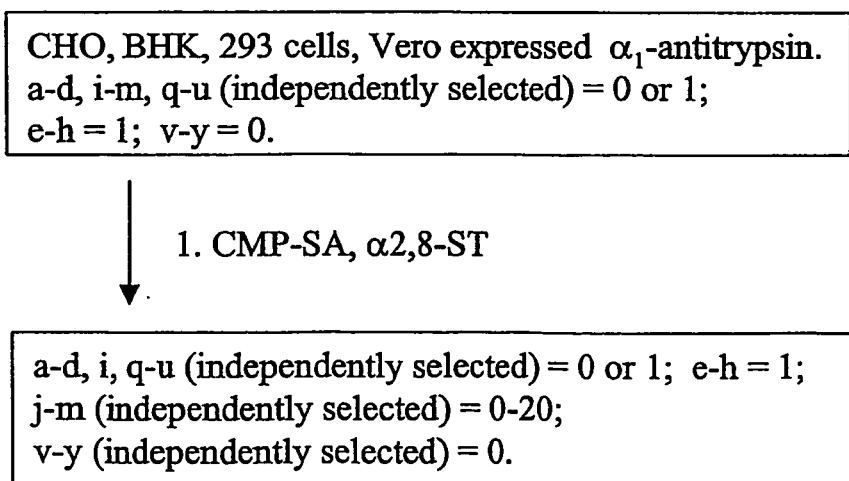 CHO, BHK, 293 cells, Vero expressed α₁-antitrypsin.
a-d, i-m, q-u (independently selected) = 0 or 1;
e-h = 1; v-y = 0.
1. CMP-SA, α2,8-ST
a-d, i, q-u (independently selected) = 0 or 1; e-h = 1;
j-m (independently selected) = 0-20;
v-y (independently selected) = 0.